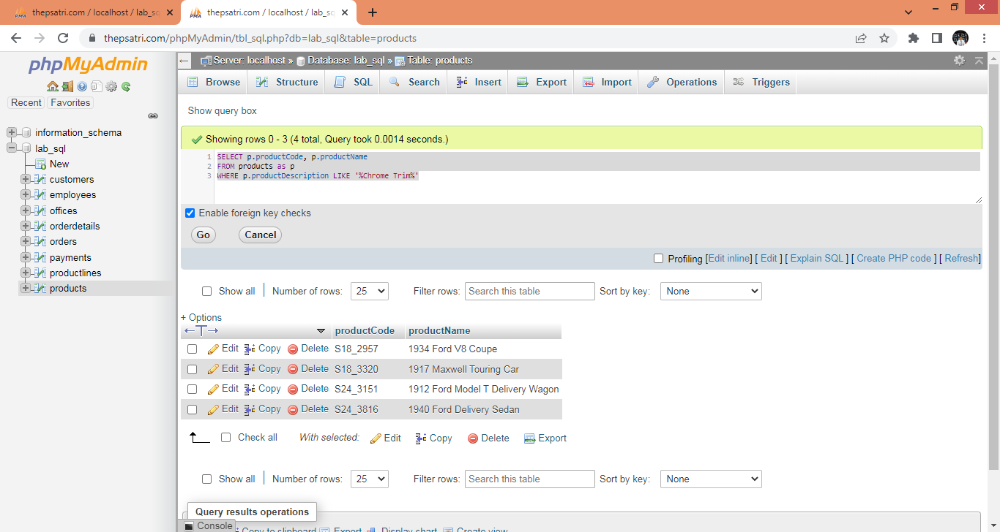 thepsatri.com / localhost / lab_sq
thepsatri.com / localhost / lab_sq
thepsatri.com/phpMyAdmin/tbl_sql.php?db=lab_sql&table=products
phpMyAdmin
Recent Favorites
information_schema
lab_sql
New
customers
employees
offices
orderdetails
orders
payments
productlines
products
Server: localhost » Database: lab_sql » Table: products
Browse Structure SQL Search Insert Export Import Operations Triggers
Show query box
Showing rows 0 - 3 (4 total, Query took 0.0014 seconds.)
1 SELECT p.productCode, p.productName
2 FROM products as p
3 WHERE p.productDescription LIKE '%Chrome Trim%'
Enable foreign key checks
Go Cancel
Profiling [Edit inline] [ Edit ] [ Explain SQL ] [ Create PHP code ] [ Refresh]
Show all Number of rows: 25 Filter rows: Search this table Sort by key: None
+ Options
productCode productName
Edit Copy Delete S18_2957 1934 Ford V8 Coupe
Edit Copy Delete S18_3320 1917 Maxwell Touring Car
Edit Copy Delete S24_3151 1912 Ford Model T Delivery Wagon
Edit Copy Delete S24_3816 1940 Ford Delivery Sedan
Check all With selected: Edit Copy Delete Export
Show all Number of rows: 25 Filter rows: Search this table Sort by key: None
Query results operations
Console
Copy to clipboard Export Display chart Create view